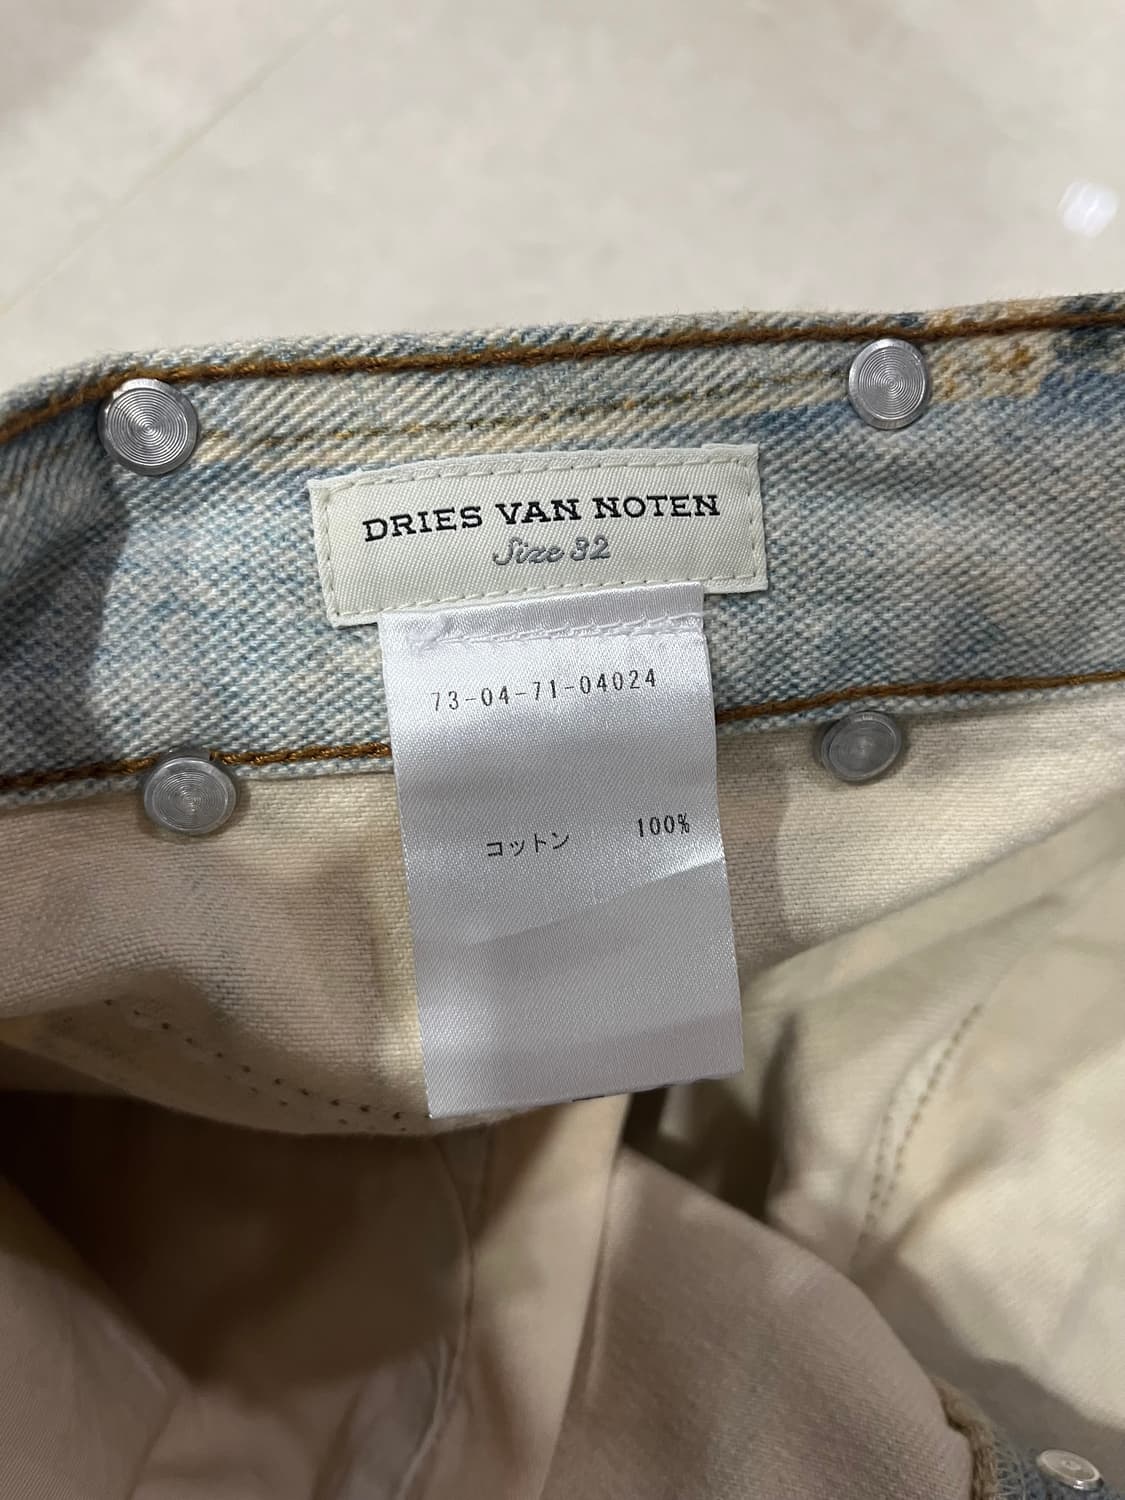 DRIES VAN NOTEN
Size 32
73-04-71-04024
コットン 100%